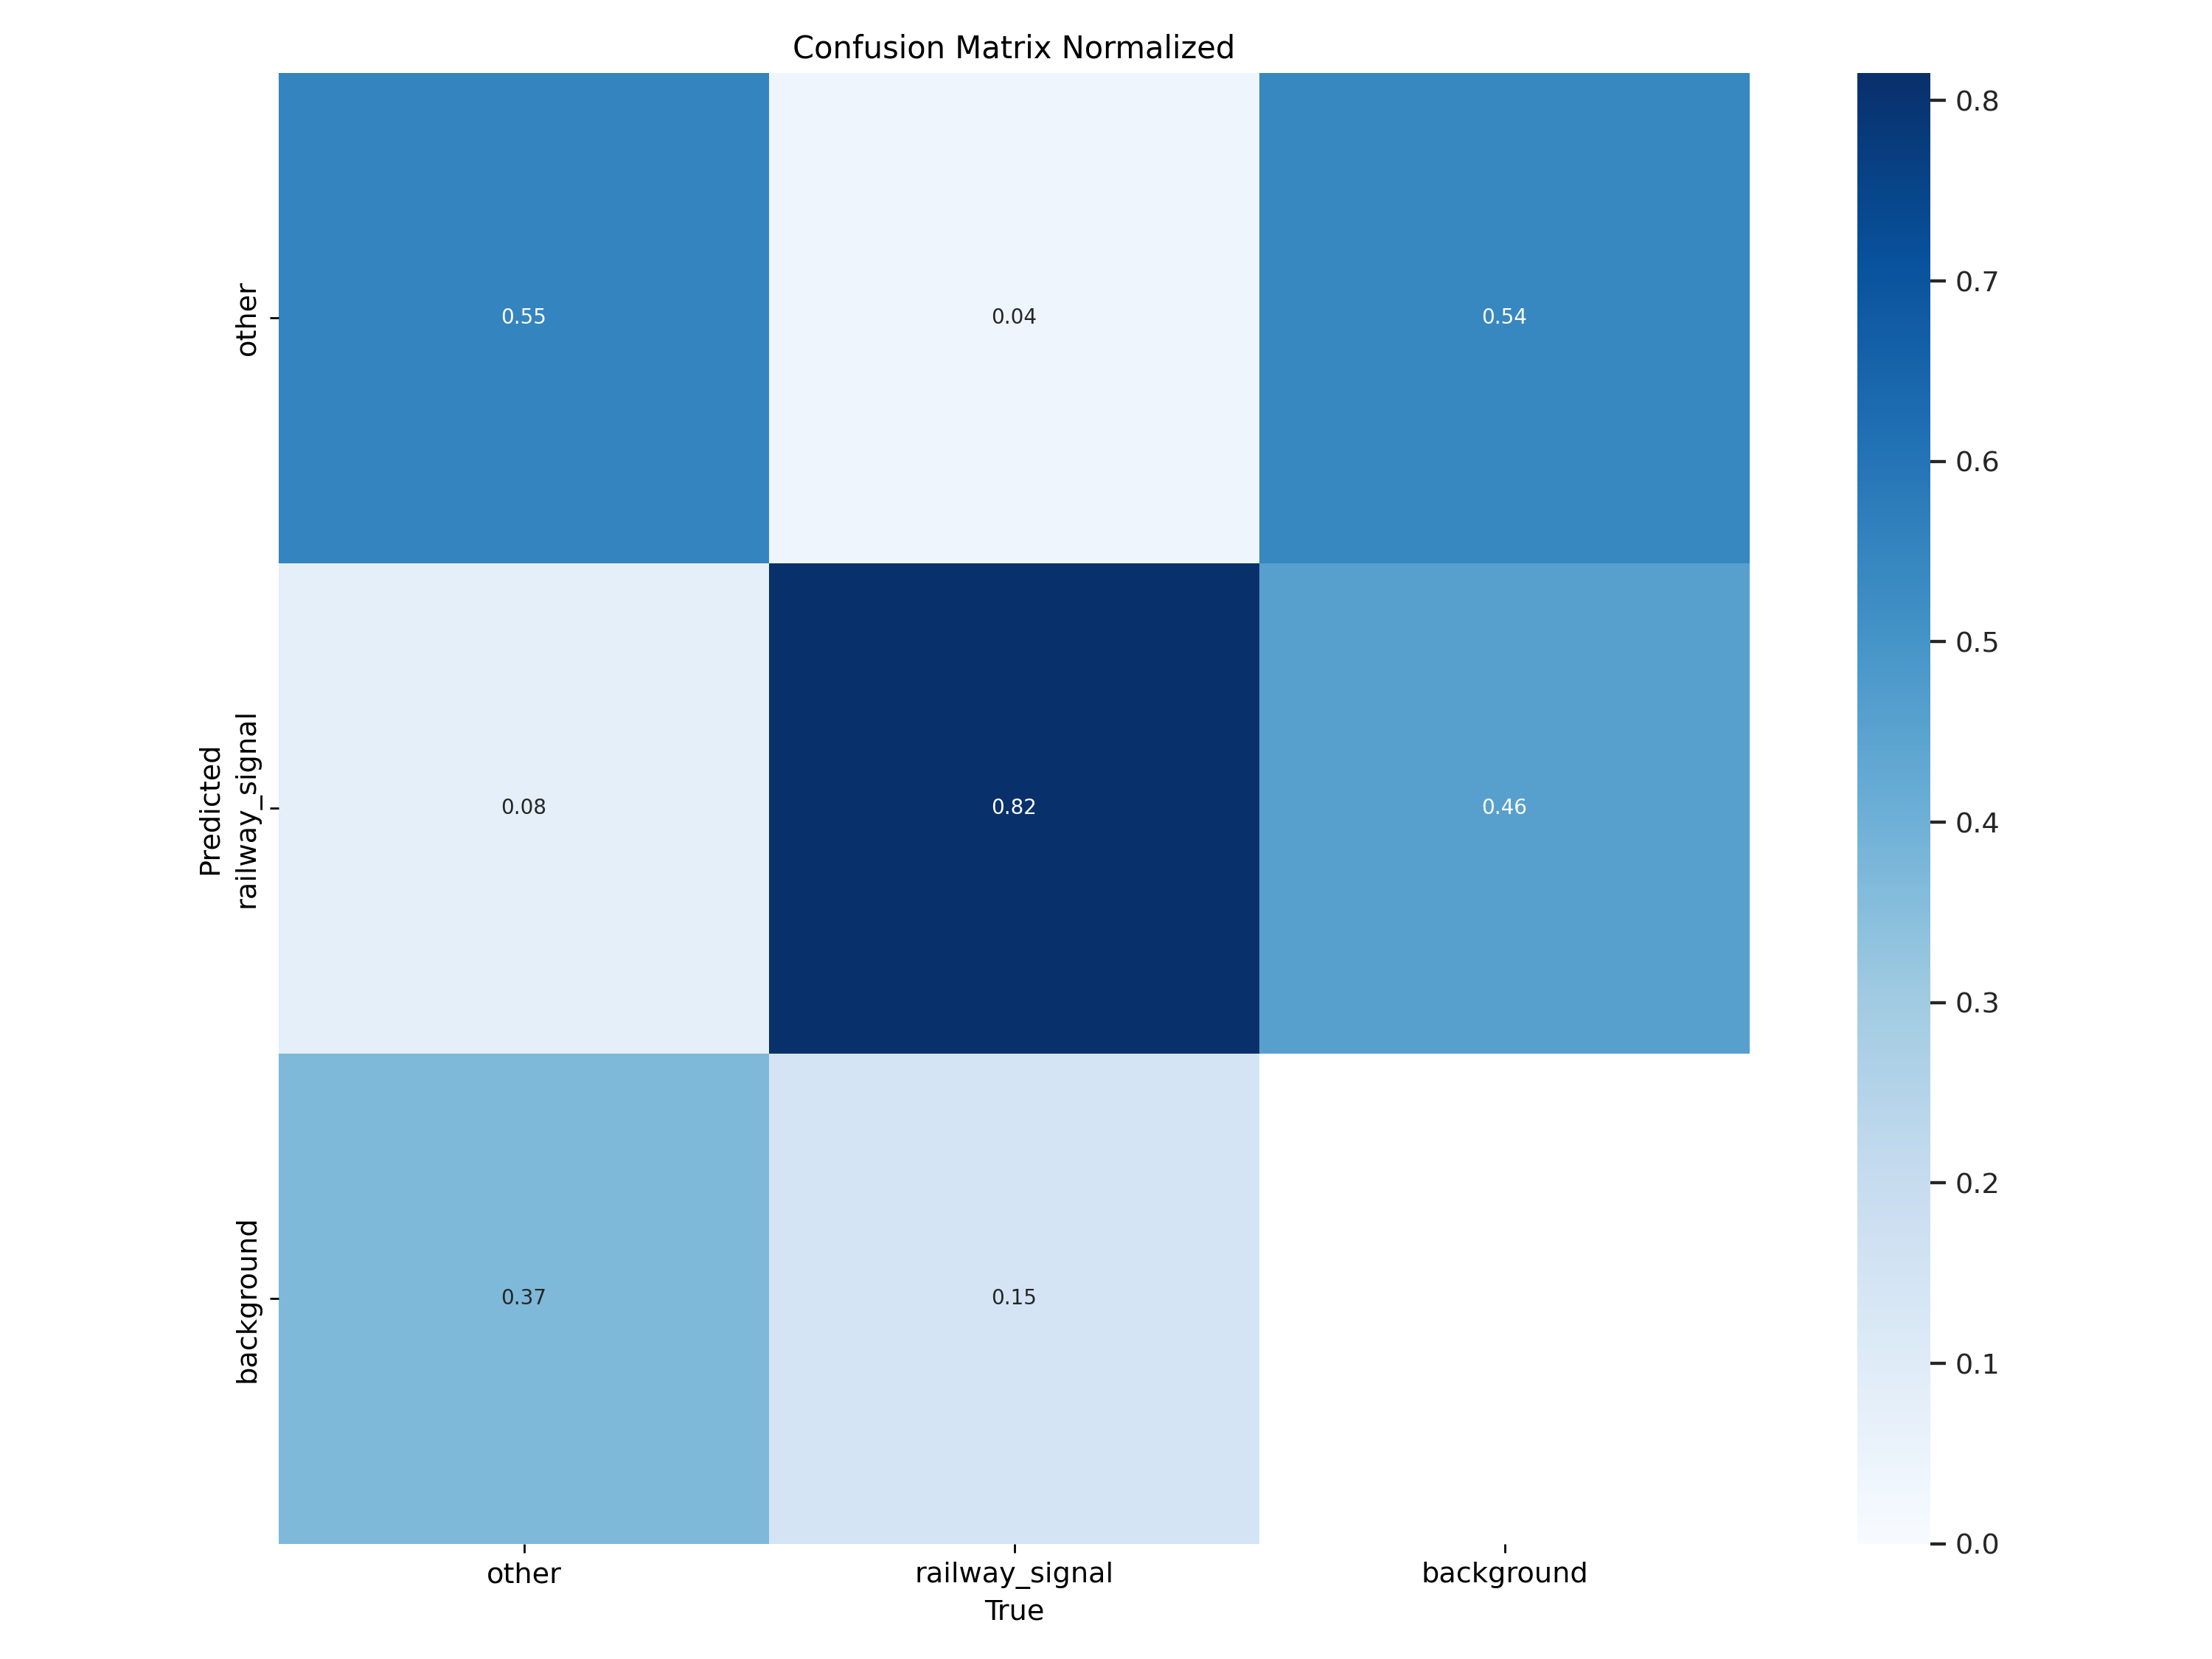 Confusion Matrix Normalized
other
0.55
0.04
0.54
Predicted
railway_signal
0.08
0.82
0.46
background
0.37
0.15
other
railway_signal
background
True
0.8
0.7
0.6
0.5
0.4
0.3
0.2
0.1
0.0